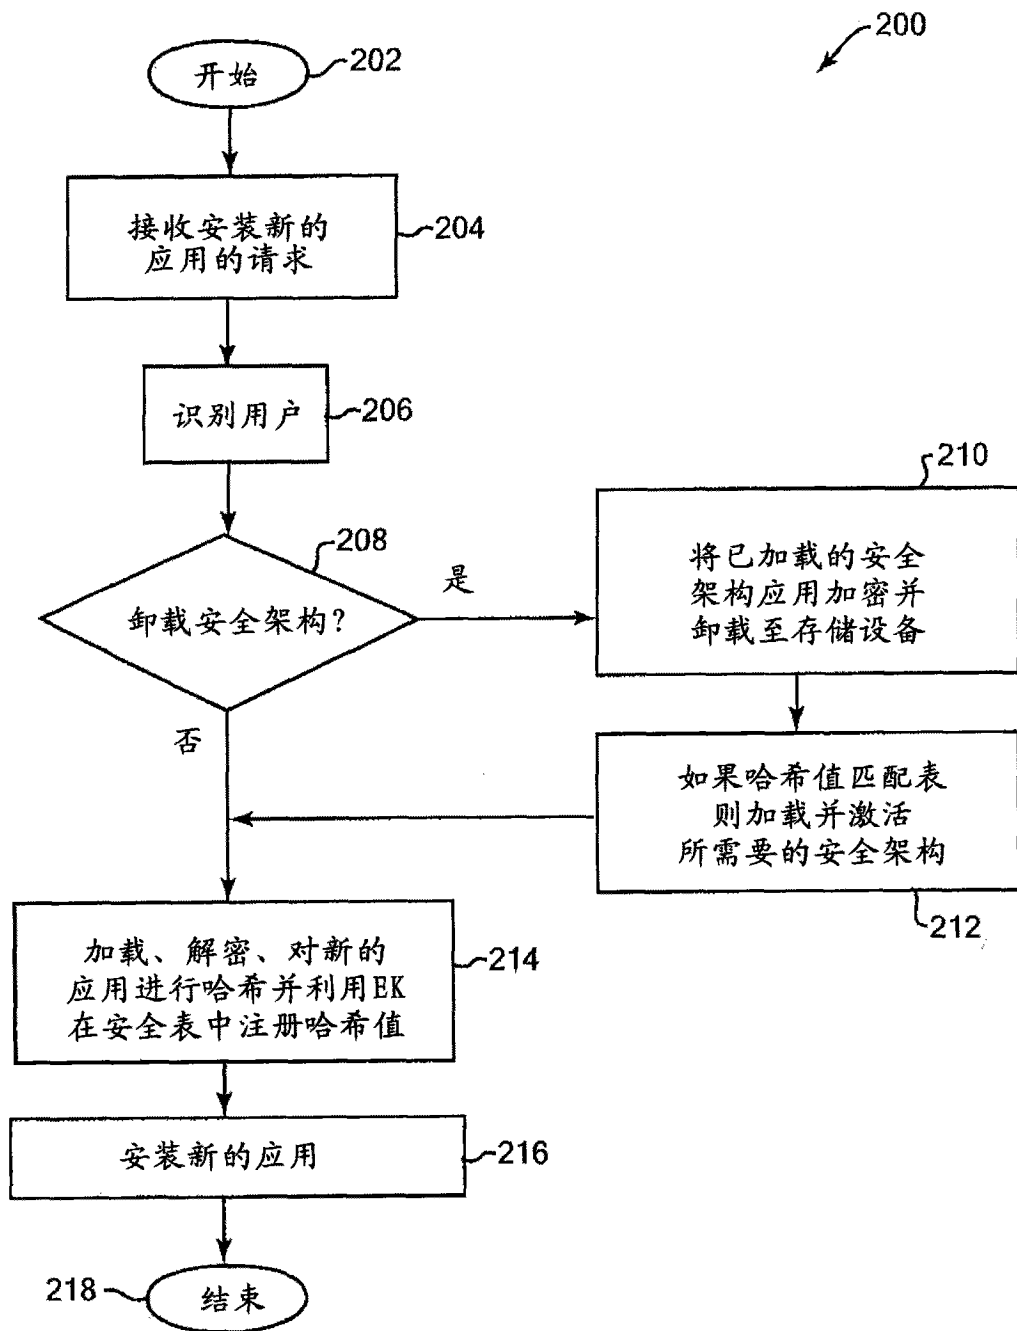 200
开始
202
接收安装新的
应用的请求
204
识别用户
206
208
卸载安全架构?
是
否
210
将已加载的安全
架构应用加密并
卸载至存储设备
如果哈希值匹配表
则加载并激活
所需要的安全架构
212
加载、解密、对新的
应用进行哈希并利用EK
在安全表中注册哈希值
214
安装新的应用
216
218
结束